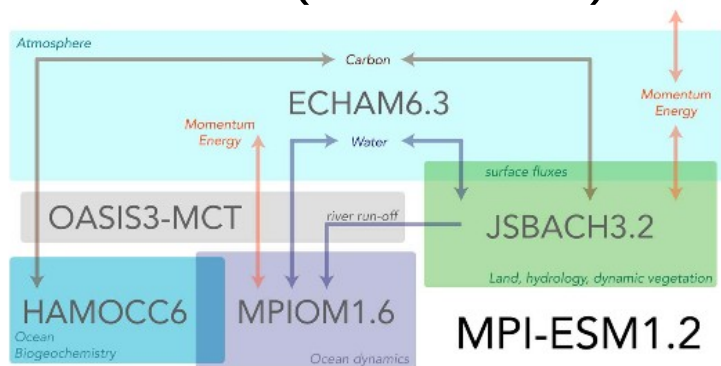 Atmosphere
Carbon
ECHAM6.3
Momentum
Energy
Momentum
Energy
Water
surface fluxes
OASIS3-MCT
river run-off
JSBACH3.2
Land, hydrology, dynamic vegetation
HAMOCC6
MPIOM1.6
MPI-ESM1.2
Ocean
Biogeochemistry
Ocean dynamics